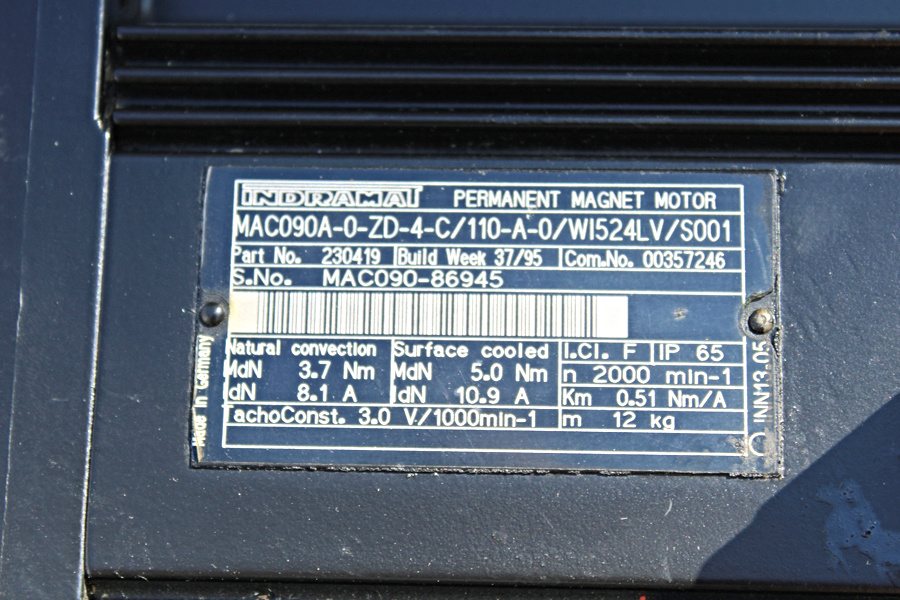 INDRAMAT PERMANENT MAGNET MOTOR
MAC090A-0-ZD-4-C/110-A-0/WI524LV/S001
Part No. 230419 Build Week 37/95 Com.No. 00357246
S.No. MAC090-86945
Natural convection Surface cooled I.Cl. F IP 65
MdN 3.7 Nm MdN 5.0 Nm n 2000 min-1
IdN 8.1 A IdN 10.9 A Km 0.51 Nm/A
TachoConst. 3.0 V/1000min-1 m 12 kg
Made in Germany
INN13.05